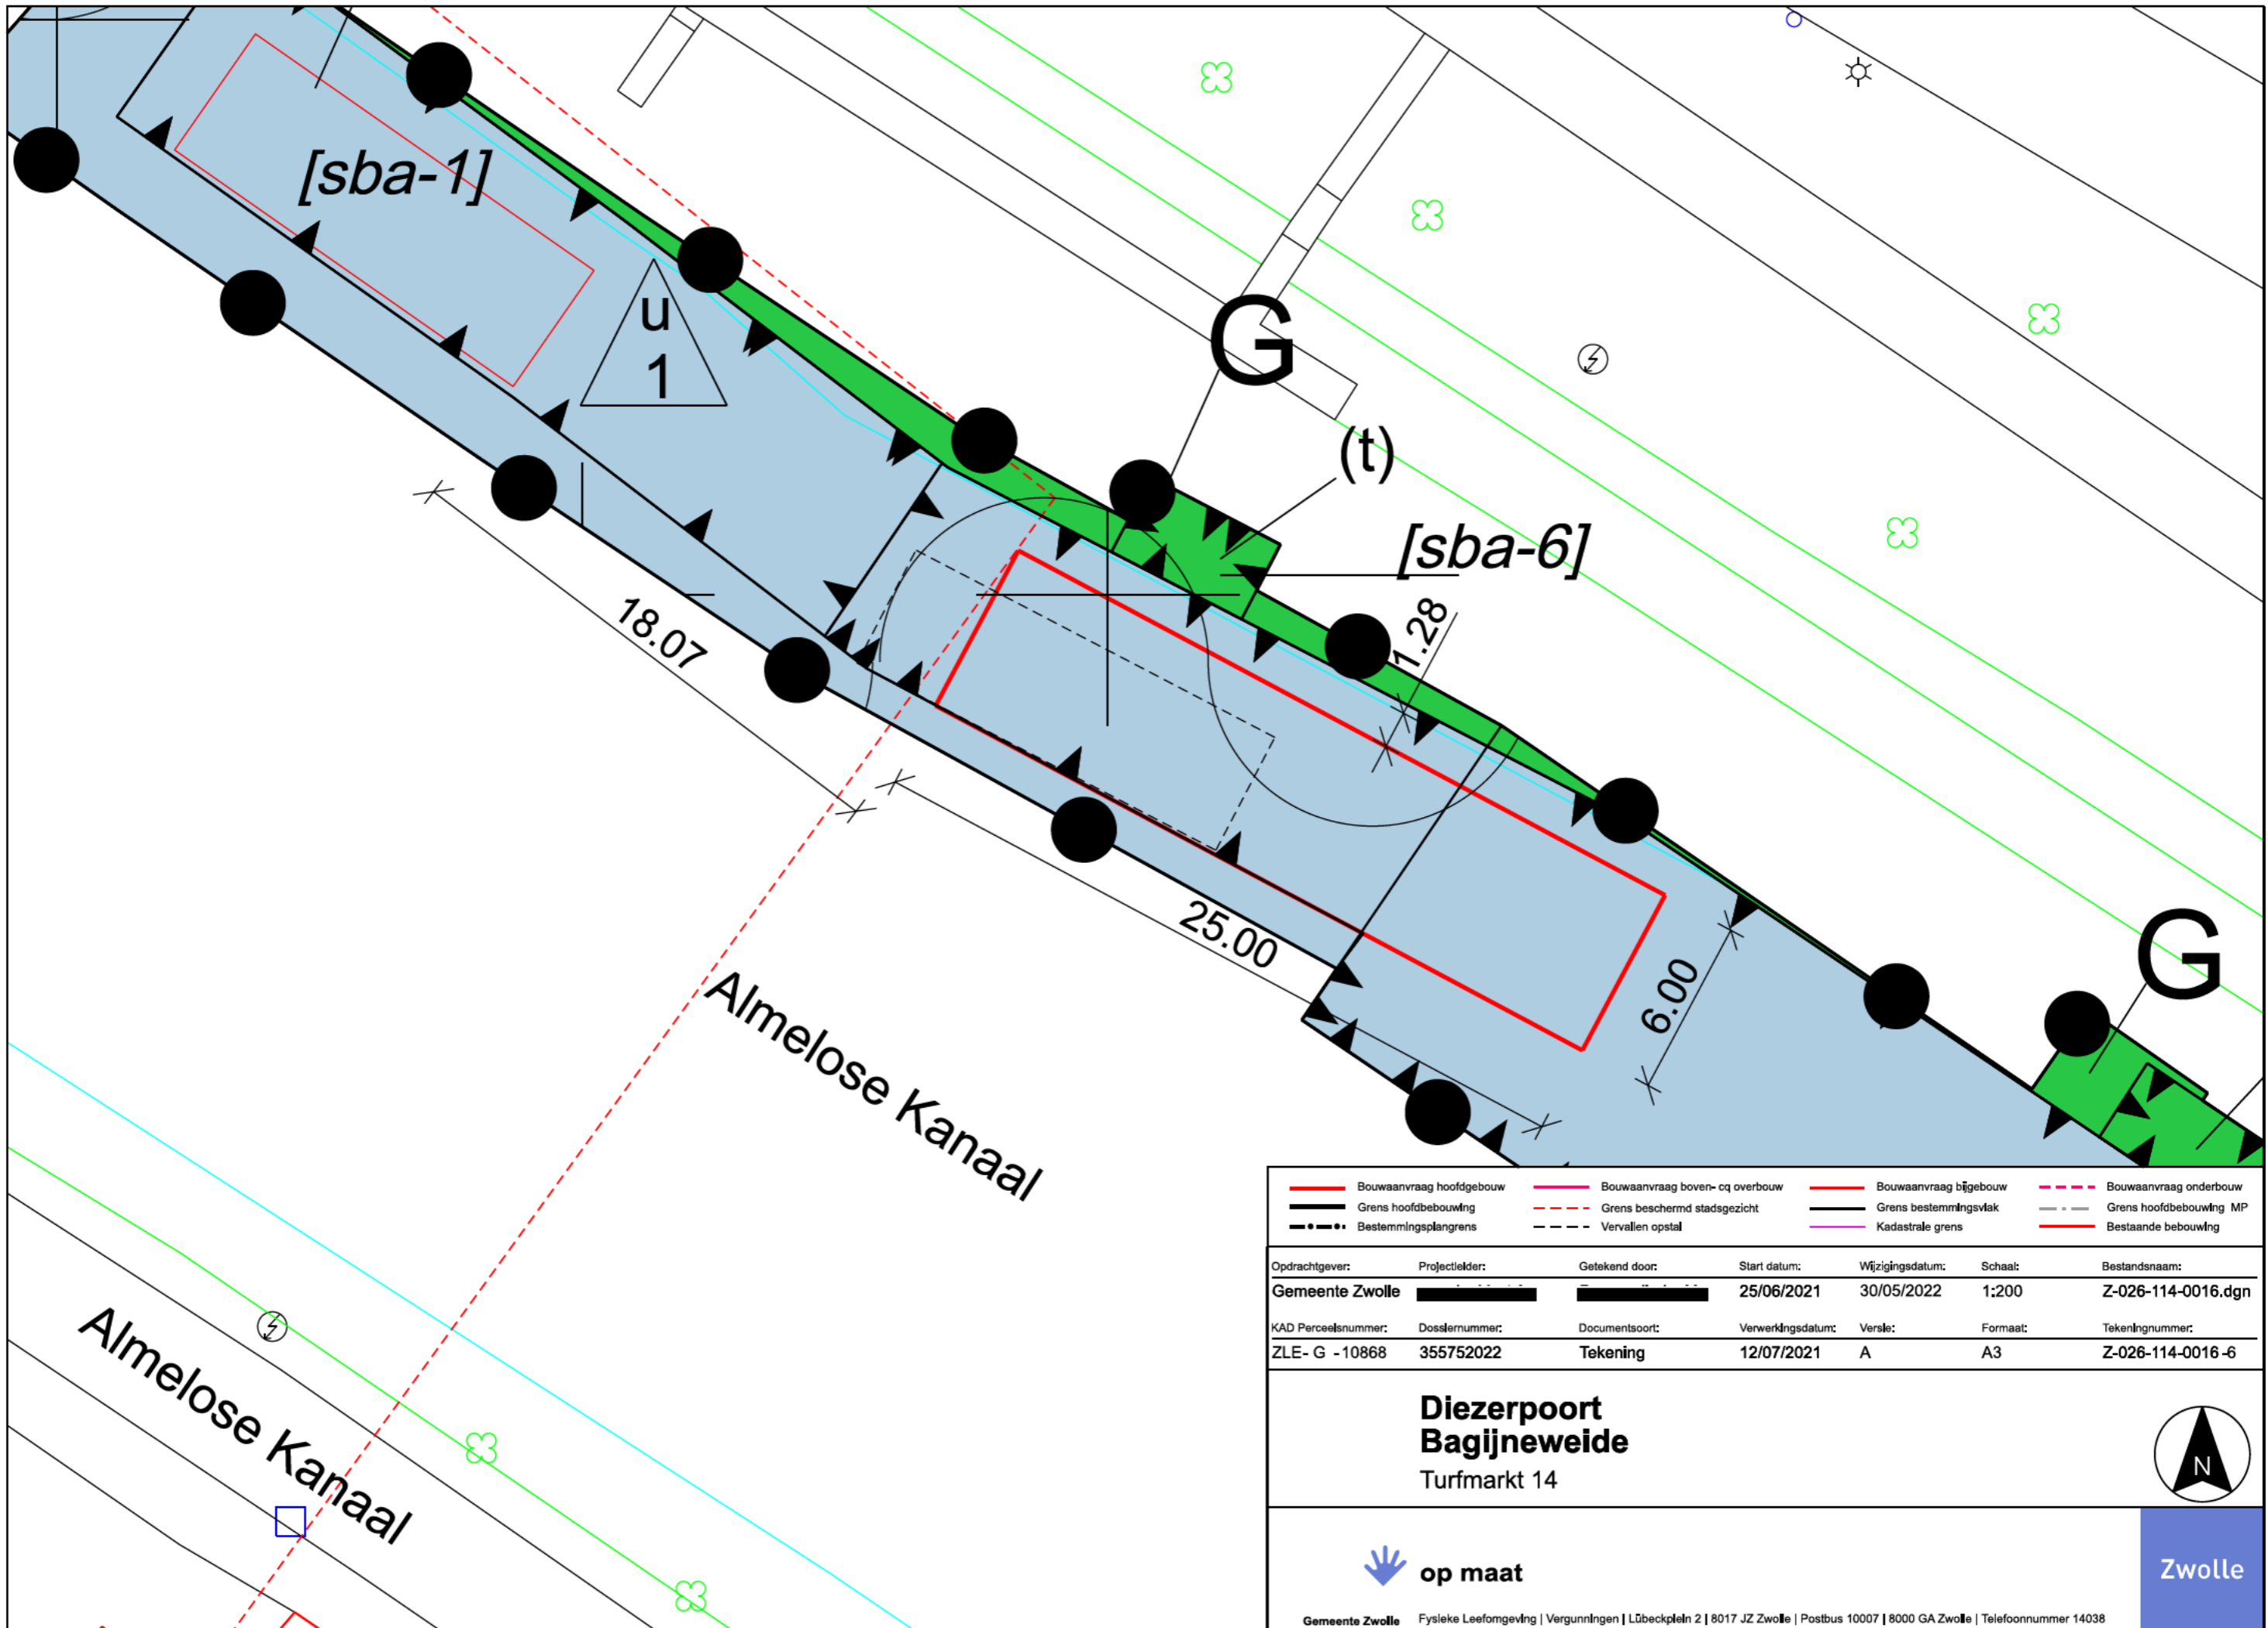 [sba-1]
u
1
G
(t)
[sba-6]
1.28
18.07
25.00
6.00
G
Almelose Kanaal
Almelose Kanaal
Bouwaanvraag hoofdgebouw
Bouwaanvraag boven- cq overbouw
Bouwaanvraag bijgebouw
Bouwaanvraag onderbouw
Grens hoofdbebouwing
Grens beschermd stadsgezicht
Grens bestemmingsvlak
Grens hoofdbebouwing MP
Bestemmingsplangrens
Vervallen opstal
Kadastrale grens
Bestaande bebouwing
Opdrachtgever: Projectleider: Getekend door: Start datum: Wijzigingsdatum: Schaal: Bestandsnaam:
Gemeente Zwolle 25/06/2021 30/05/2022 1:200 Z-026-114-0016.dgn
KAD Perceelsnummer: Dossiernummer: Documentsoort: Verwerkingsdatum: Versie: Formaat: Tekeningnummer:
ZLE- G -10868 355752022 Tekening 12/07/2021 A A3 Z-026-114-0016 -6
Diezerpoort
Bagijneweide
Turfmarkt 14
N
op maat
Zwolle
Gemeente Zwolle Fysieke Leefomgeving | Vergunningen | Lübeckplein 2 | 8017 JZ Zwolle | Postbus 10007 | 8000 GA Zwolle | Telefoonnummer 14038